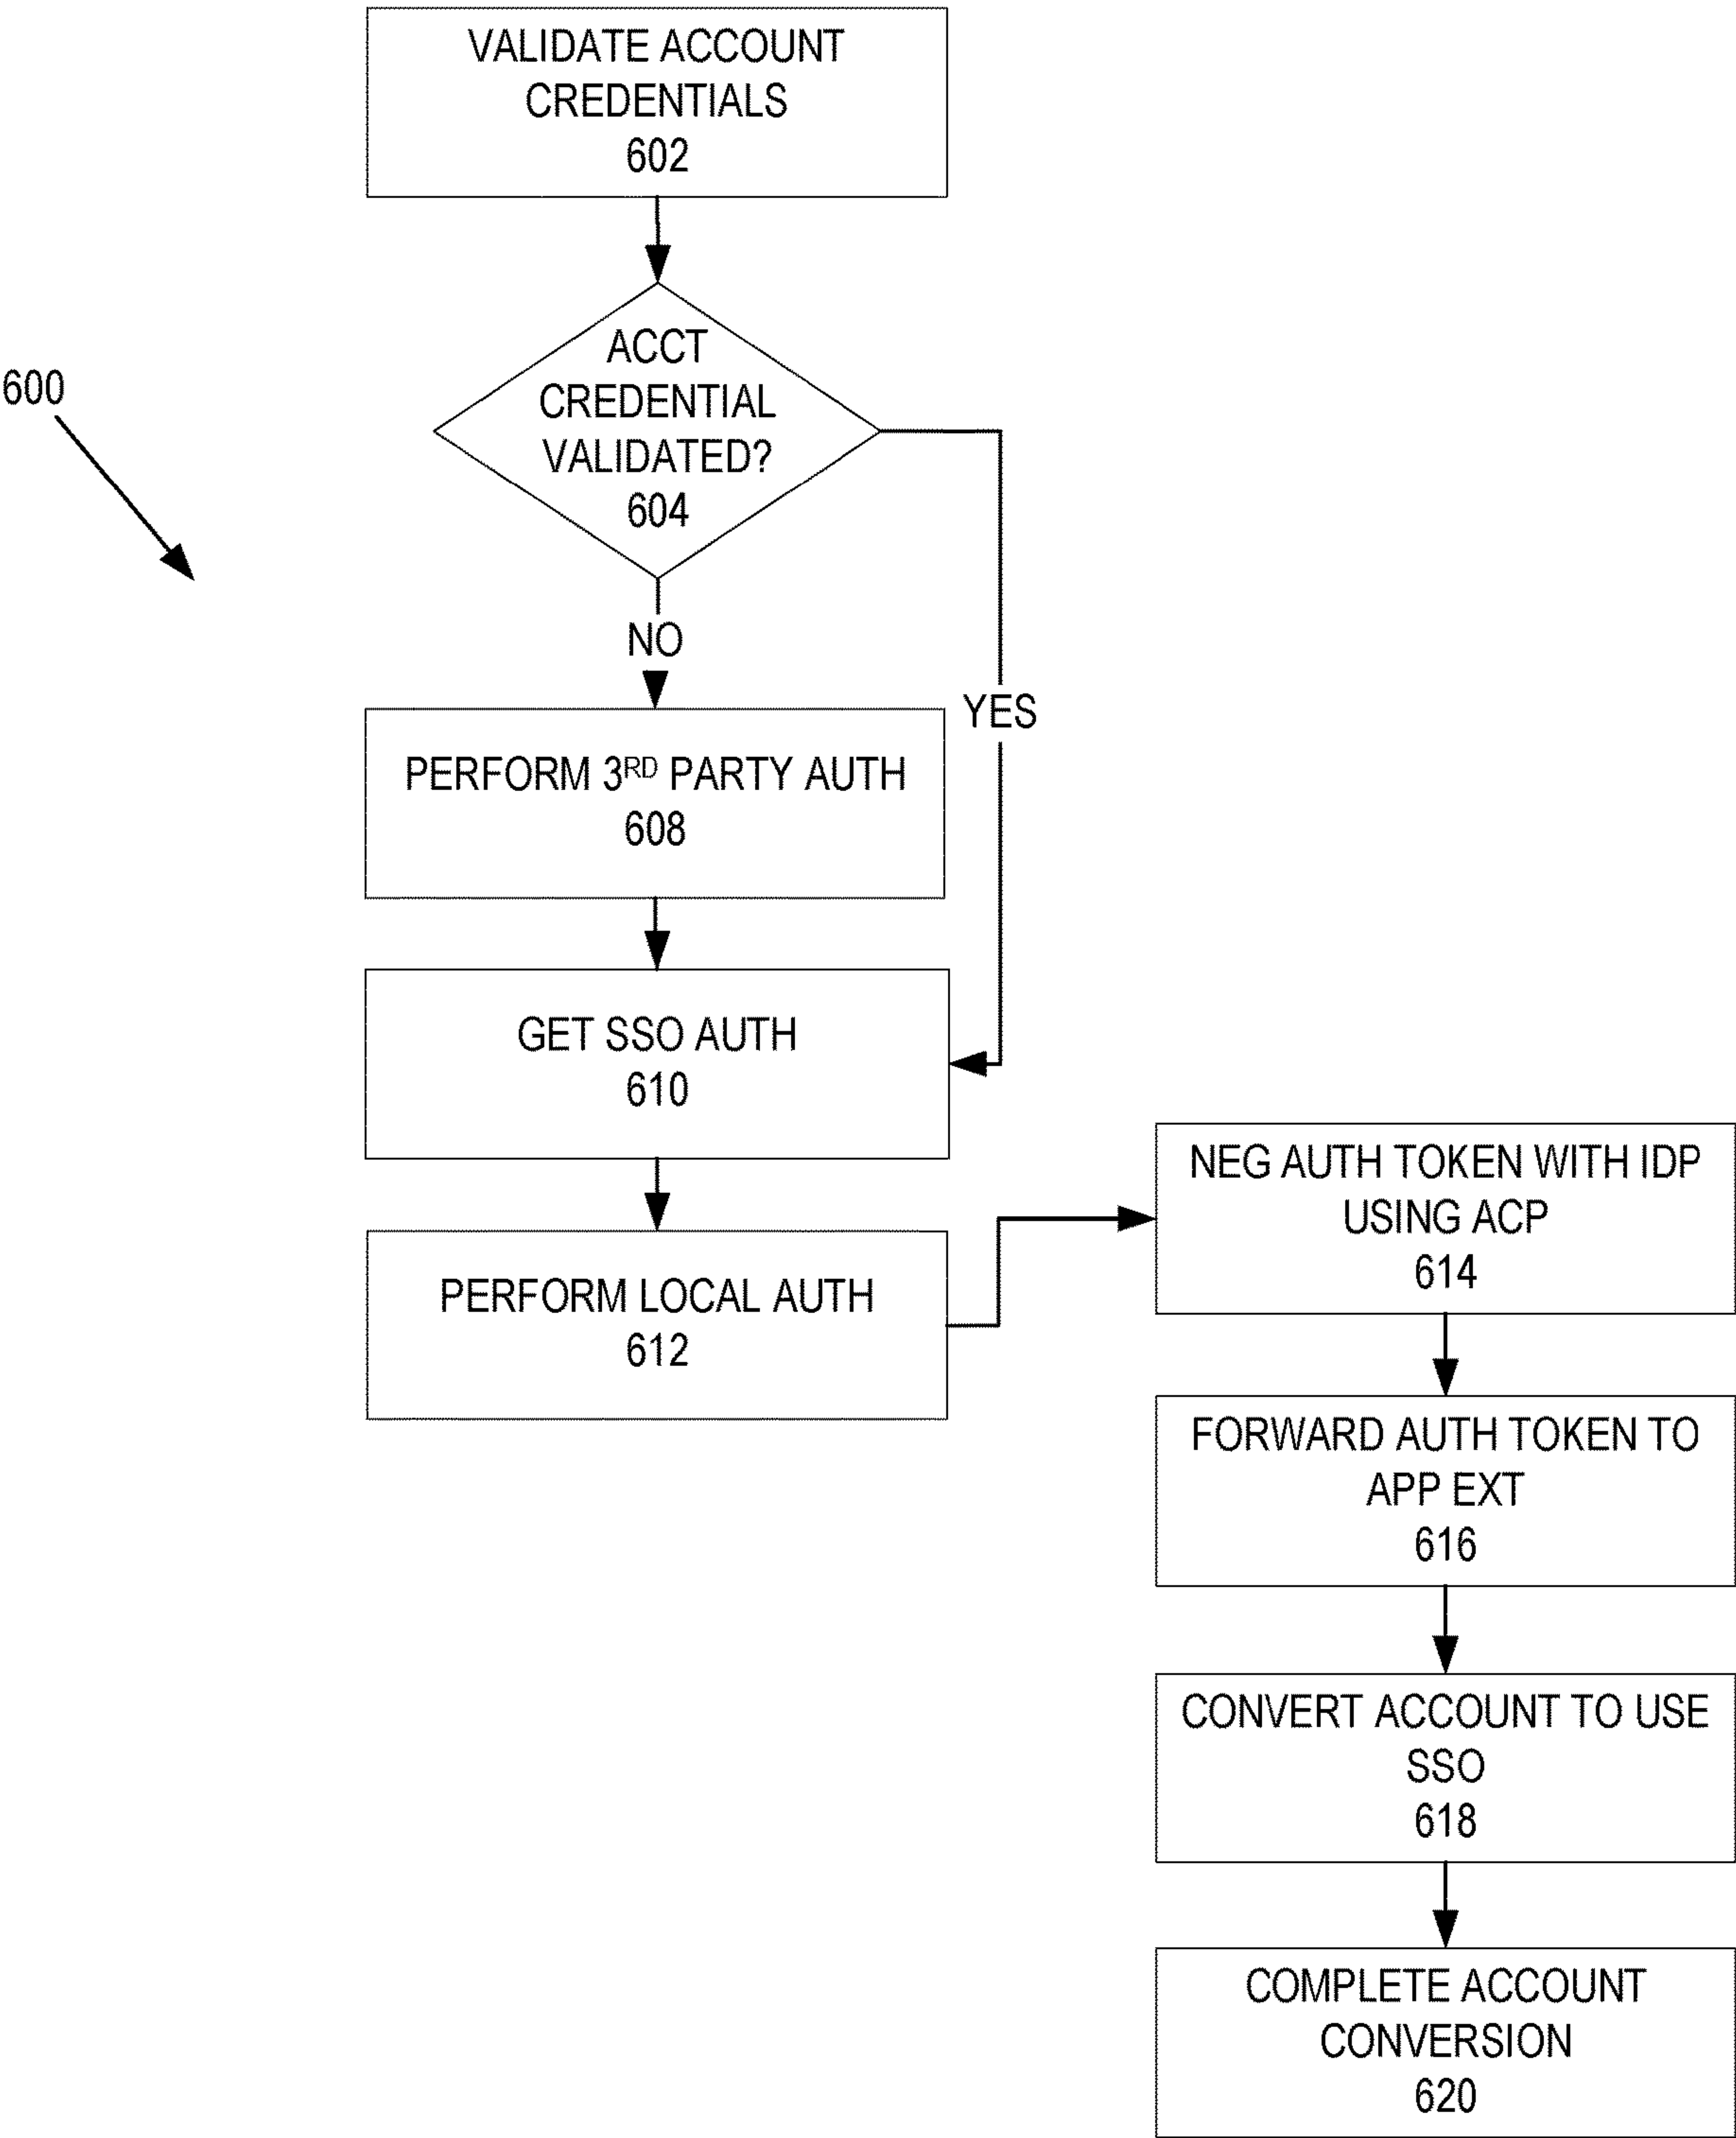 VALIDATE ACCOUNT
CREDENTIALS
602
ACCT
CREDENTIAL
VALIDATED?
604
600
NO
YES
PERFORM 3RD PARTY AUTH
608
GET SSO AUTH
610
PERFORM LOCAL AUTH
612
NEG AUTH TOKEN WITH IDP
USING ACP
614
FORWARD AUTH TOKEN TO
APP EXT
616
CONVERT ACCOUNT TO USE
SSO
618
COMPLETE ACCOUNT
CONVERSION
620